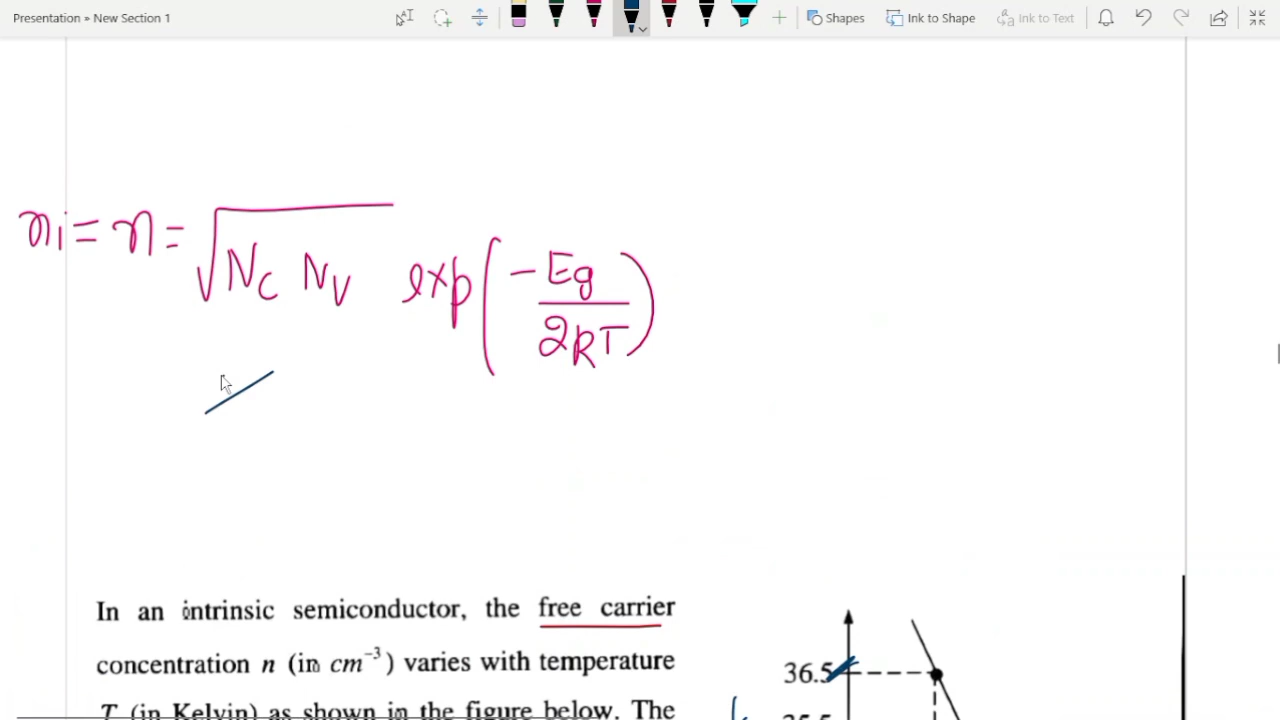 Presentation » New Section 1
Shapes
Ink to Shape
Ink to Text
ni = n = √NC NV exp(-Eg/2KT)
In an intrinsic semiconductor, the free carrier
concentration n (in cm⁻³) varies with temperature
T (in Kelvin) as shown in the figure below. The
36.5